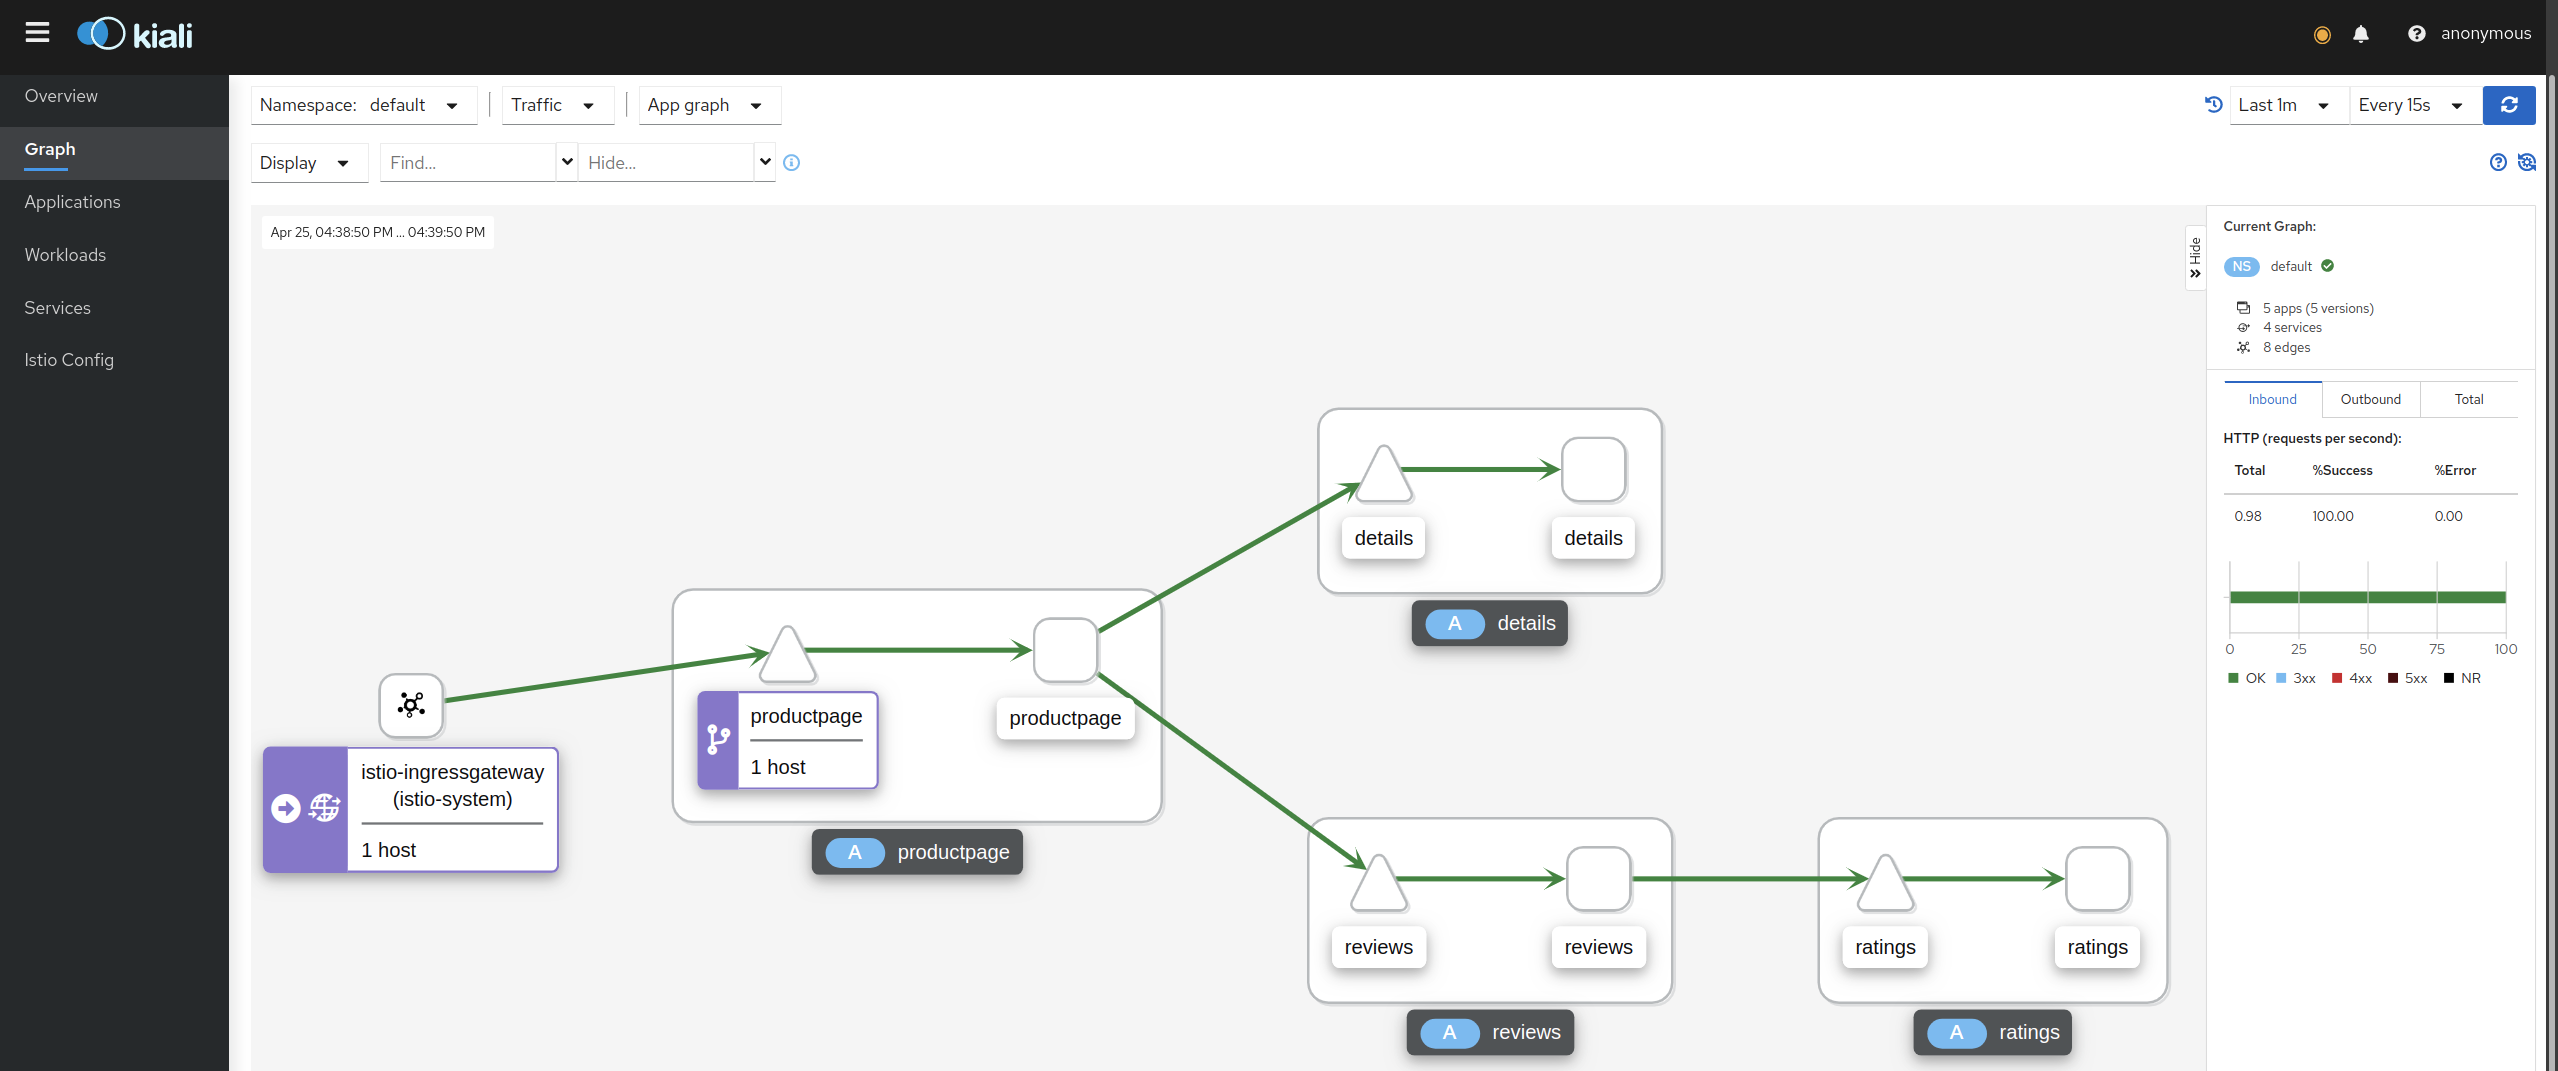 kiali
anonymous
Overview
Graph
Applications
Workloads
Services
Istio Config
Namespace: default
Traffic
App graph
Last 1m
Every 15s
Display
Find...
Hide...
Apr 25, 04:38:50 PM ... 04:39:50 PM
Hide
Current Graph:
NS default
5 apps (5 versions)
4 services
8 edges
Inbound
Outbound
Total
HTTP (requests per second):
Total %Success %Error
0.98 100.00 0.00
0 25 50 75 100
OK 3xx 4xx 5xx NR
details
details
A details
productpage
1 host
productpage
A productpage
istio-ingressgateway
(istio-system)
1 host
reviews
reviews
A reviews
ratings
ratings
A ratings